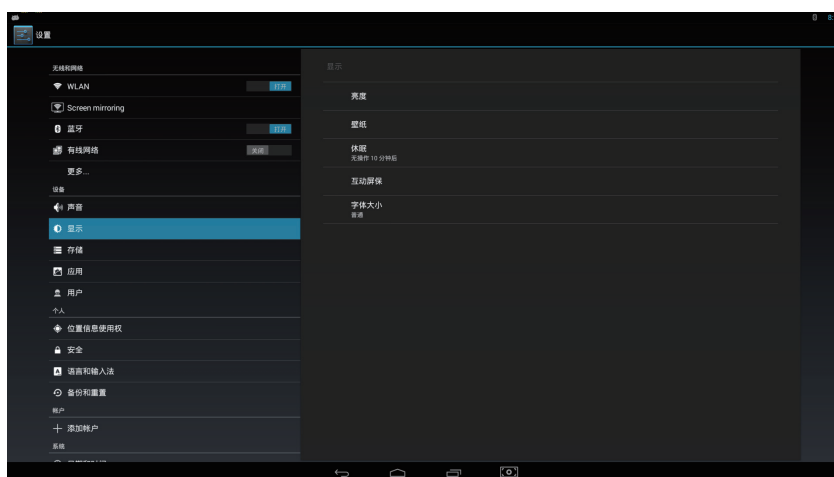 8:
设置
无线和网络
WLAN 打开
Screen mirroring
蓝牙 打开
有线网络 关闭
更多...
设备
声音
显示
存储
应用
用户
个人
位置信息使用权
安全
语言和输入法
备份和重置
帐户
添加帐户
系统
显示
亮度
壁纸
休眠
无操作 10 分钟后
互动屏保
字体大小
普通